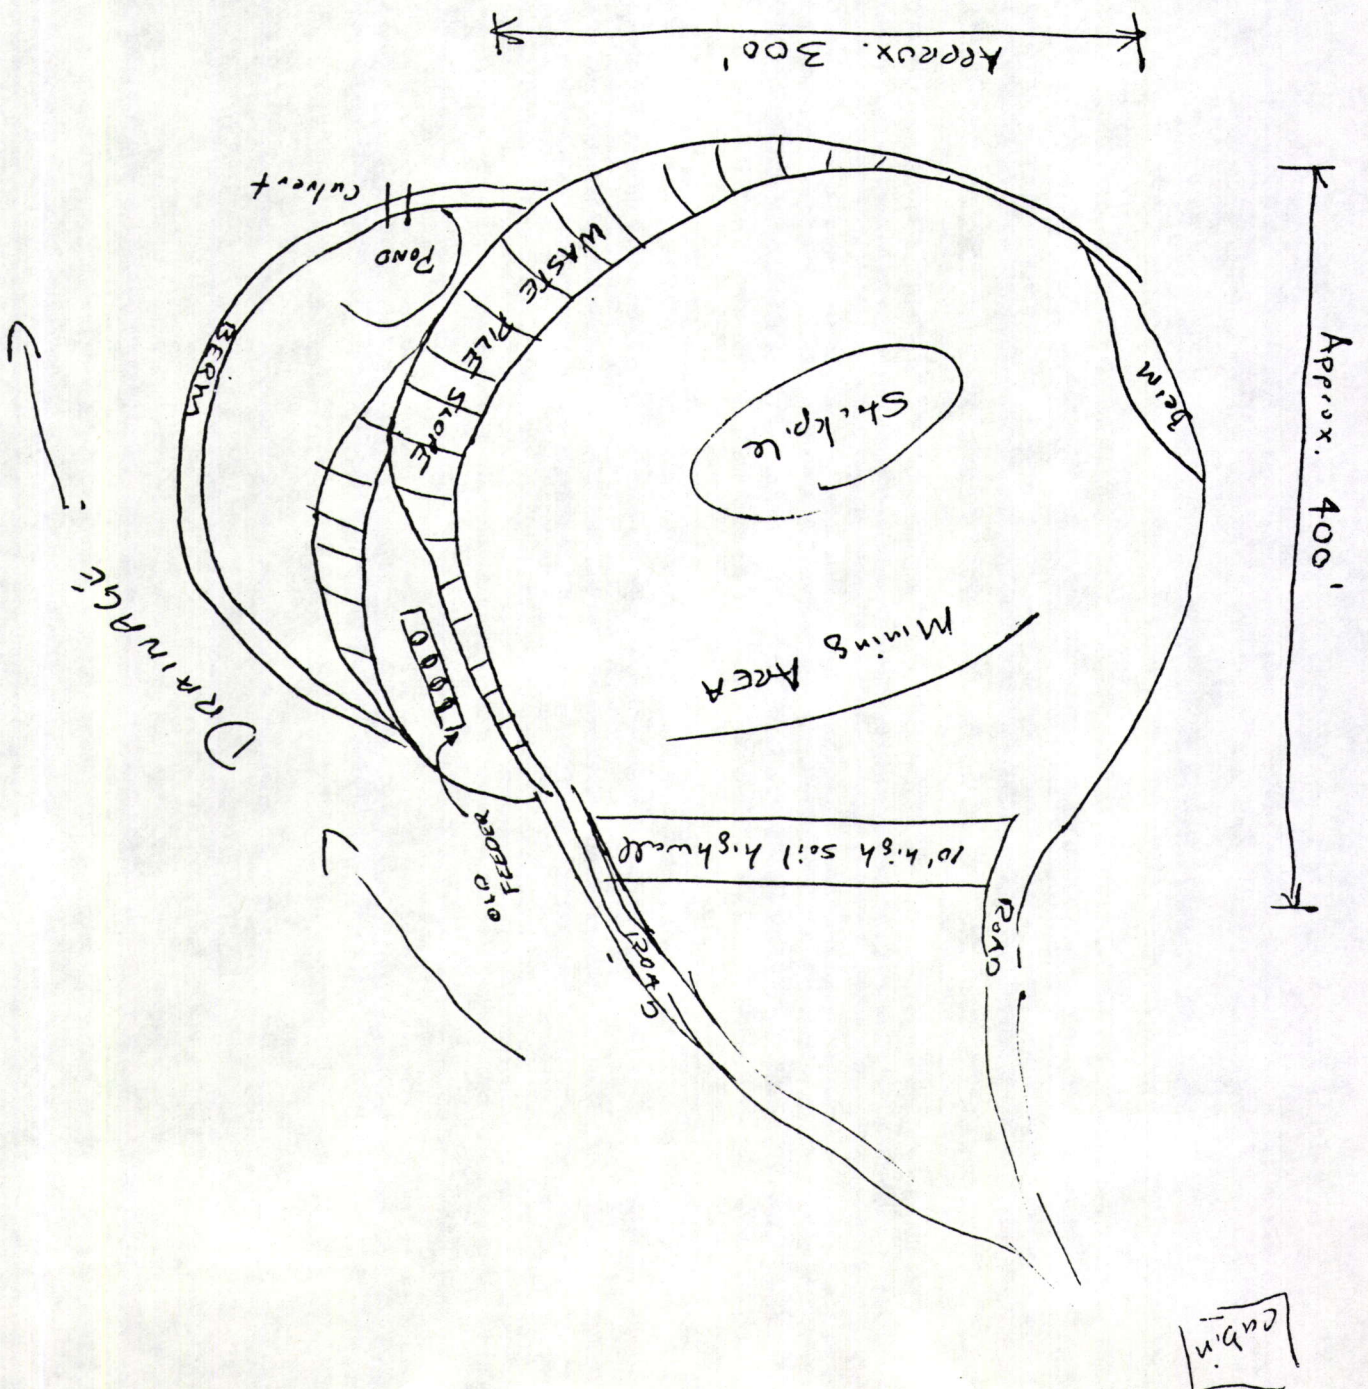 Approx. 300'
Approx. 400'
Culvert
POND
BERM
WASTE PILE SLOPE
Stockpile
Berm
Mining AREA
DRAINAGE
OLD
FEEDER
10' high soil highwall
ROAD
ROAD
Cabin